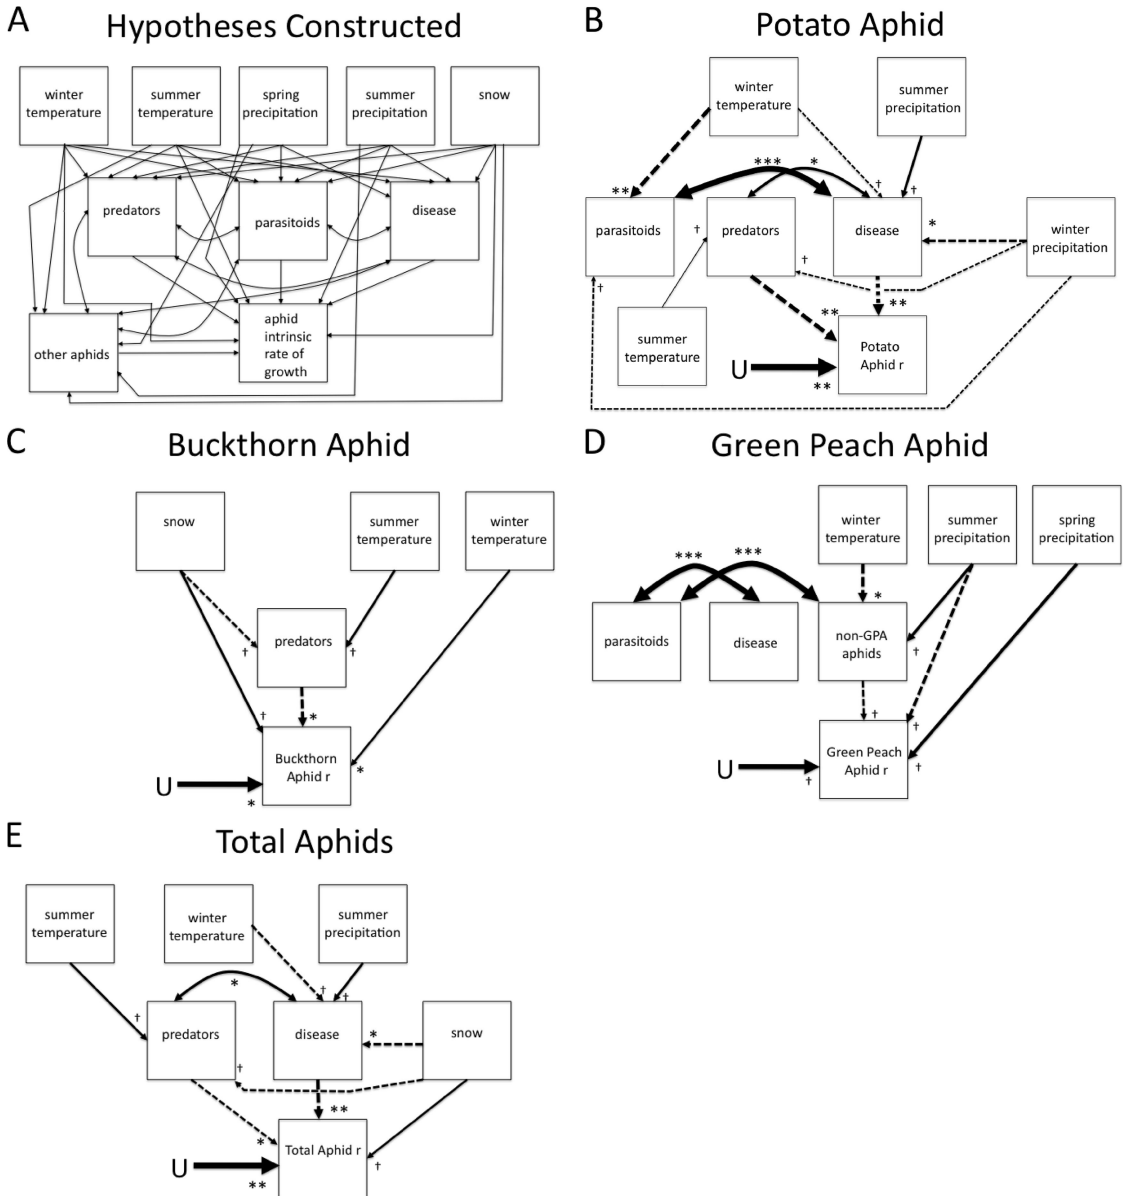 A
Hypotheses Constructed
winter
temperature
summer
temperature
spring
precipitation
summer
precipitation
snow
predators
parasitoids
disease
other aphids
aphid
intrinsic
rate of
growth
B
Potato Aphid
winter
temperature
summer
precipitation
***
*
**
†
†
parasitoids
†
predators
disease
*
winter
precipitation
†
†
**
summer
temperature
**
Potato
Aphid r
U
**
C
Buckthorn Aphid
snow
summer
temperature
winter
temperature
predators
†
†
†
*
Buckthorn
Aphid r
*
U
*
D
Green Peach Aphid
winter
temperature
summer
precipitation
spring
precipitation
***
***
*
parasitoids
disease
non-GPA
aphids
†
†
†
Green Peach
Aphid r
†
U
†
E
Total Aphids
summer
temperature
winter
temperature
summer
precipitation
*
†
†
†
predators
disease
*
snow
†
**
*
Total Aphid r
†
U
**